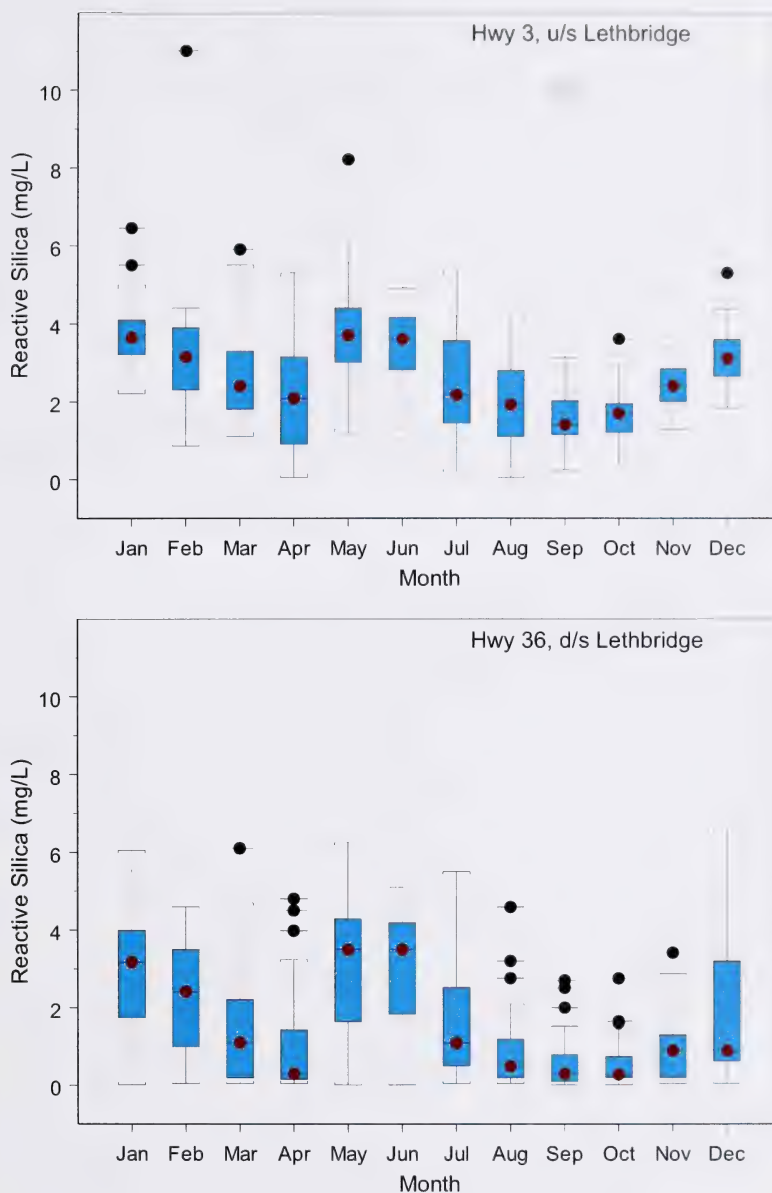 Hwy 3, u/s Lethbridge
Reactive Silica (mg/L)
10
8
6
4
2
0
Jan Feb Mar Apr May Jun Jul Aug Sep Oct Nov Dec
Month
Hwy 36, d/s Lethbridge
Reactive Silica (mg/L)
10
8
6
4
2
0
Jan Feb Mar Apr May Jun Jul Aug Sep Oct Nov Dec
Month